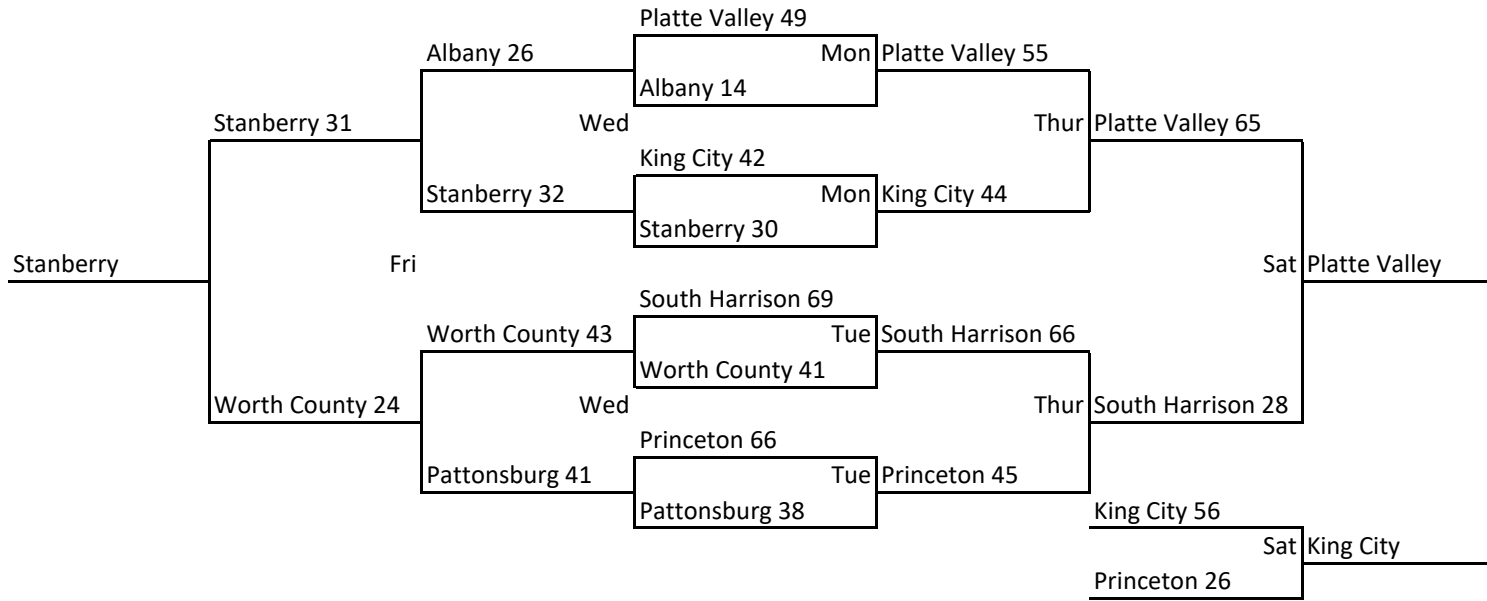 Platte Valley 49
Albany 26
Mon
Platte Valley 55
Albany 14
Stanberry 31
Wed
Thur
Platte Valley 65
King City 42
Stanberry 32
Mon
King City 44
Stanberry 30
Stanberry
Fri
Sat
Platte Valley
South Harrison 69
Worth County 43
Tue
South Harrison 66
Worth County 41
Worth County 24
Wed
Thur
South Harrison 28
Princeton 66
Pattonsburg 41
Tue
Princeton 45
Pattonsburg 38
King City 56
Sat
King City
Princeton 26